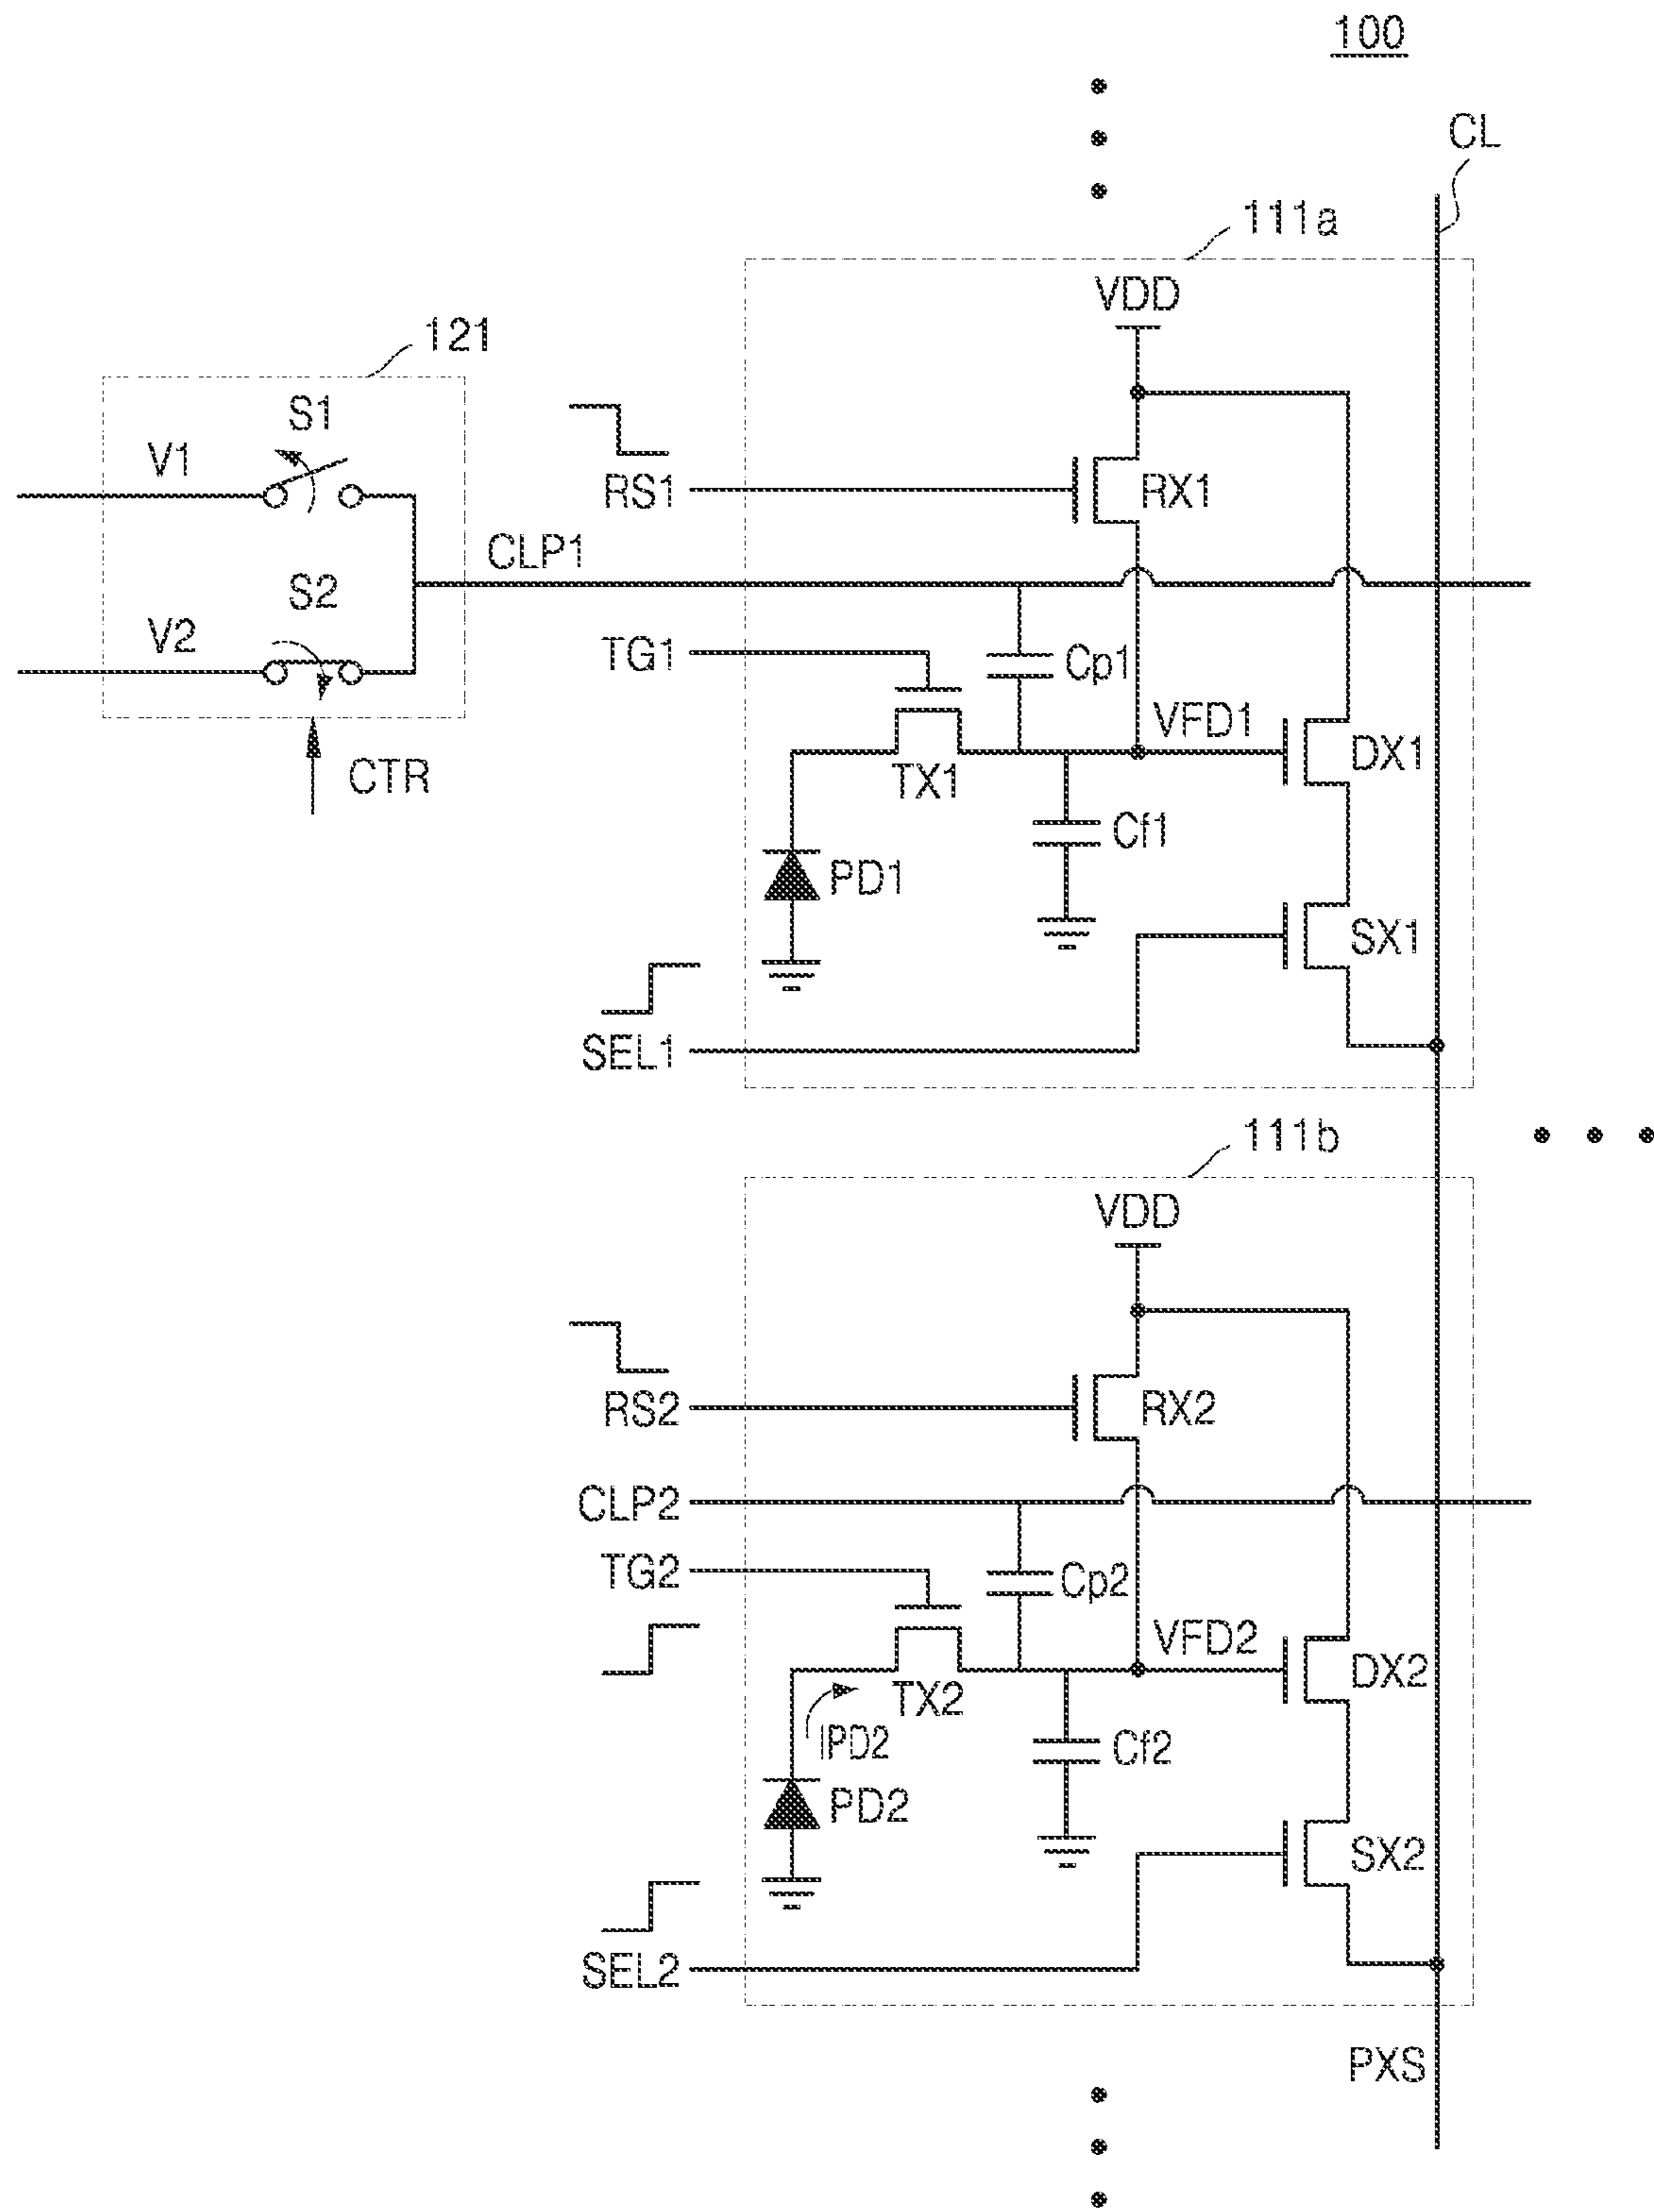 100
CL
111a
VDD
121
S1
V1
RS1
RX1
CLP1
S2
V2
TG1
Cp1
VFD1
DX1
TX1
CTR
Cf1
PD1
SX1
SEL1
111b
VDD
RS2
RX2
CLP2
TG2
Cp2
VFD2
DX2
TX2
IPD2
Cf2
PD2
SX2
SEL2
PXS